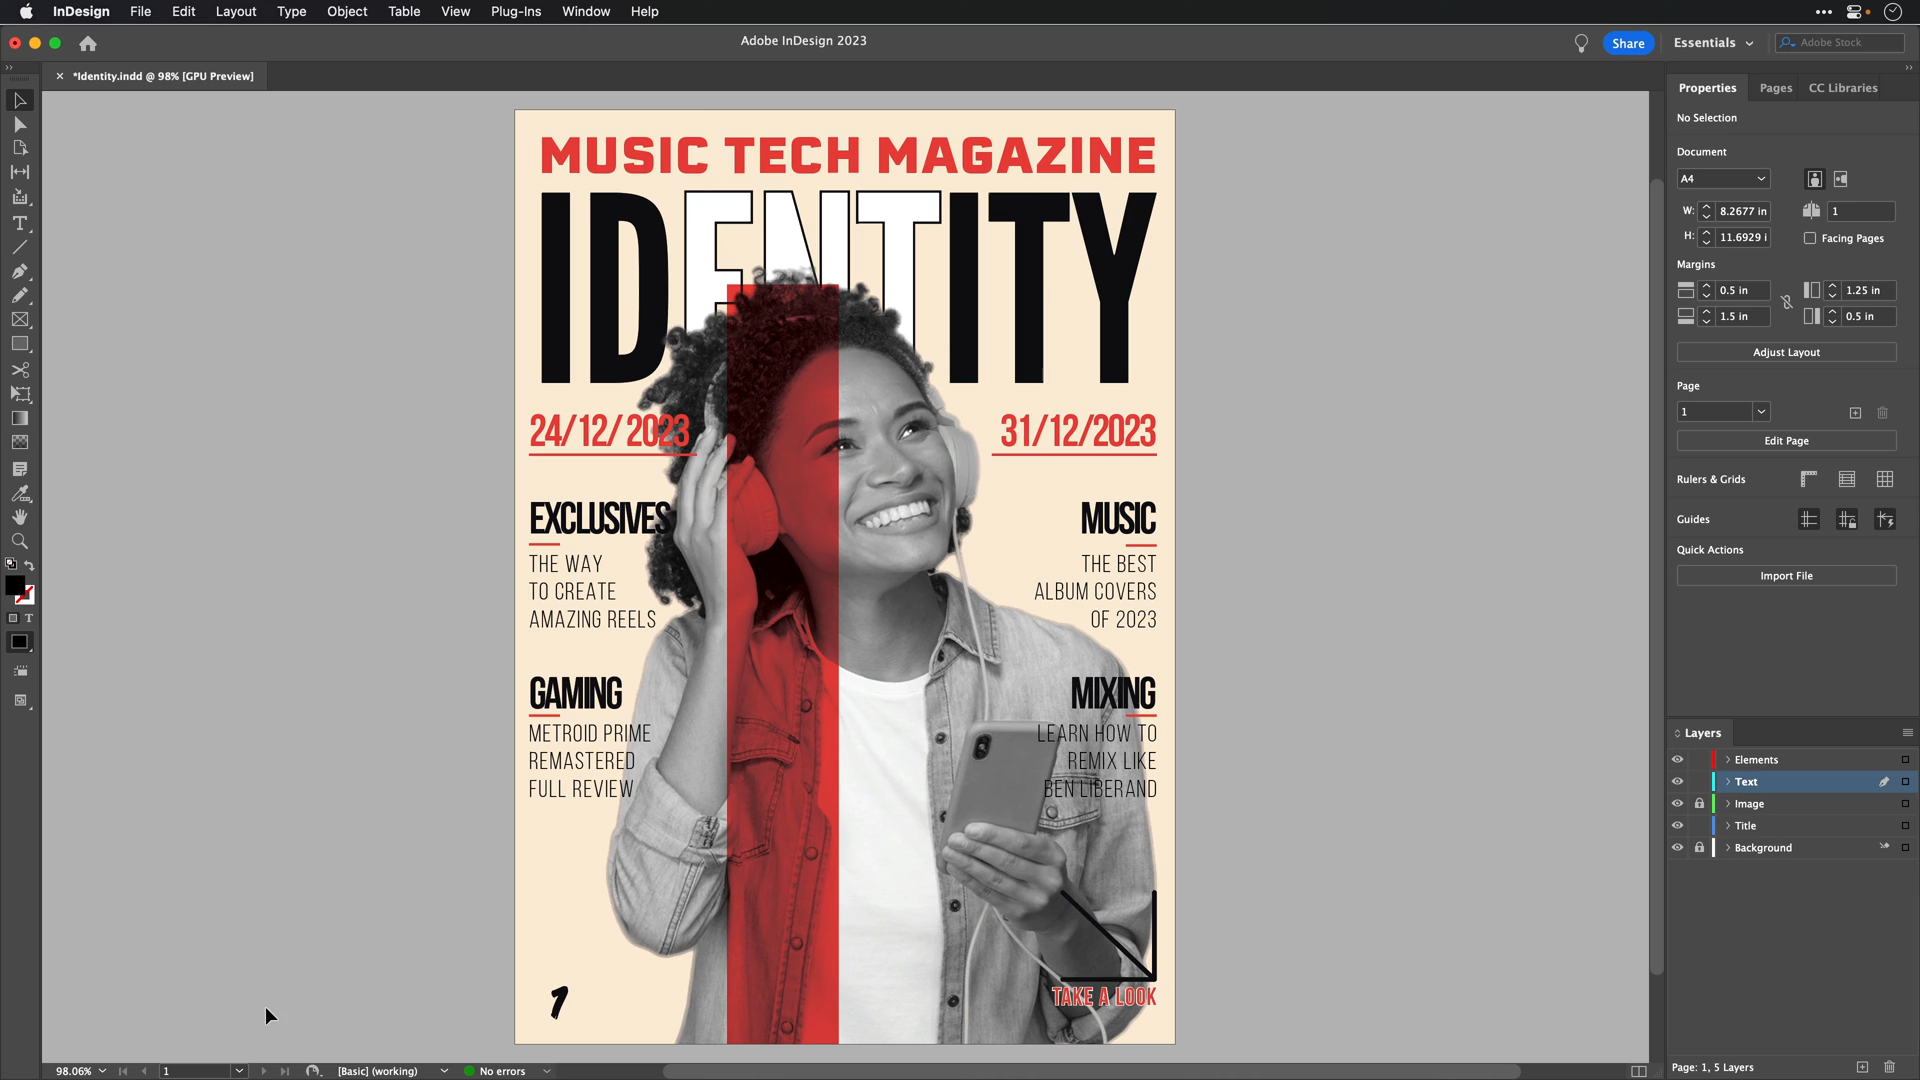 InDesign File Edit Layout Type Object Table View Plug-Ins Window Help
Adobe InDesign 2023
Share
Essentials
Adobe Stock
*Identity.indd @ 98% [GPU Preview]
MUSIC TECH MAGAZINE
IDENTITY
24/12/2023
31/12/2023
EXCLUSIVES
THE WAY
TO CREATE
AMAZING REELS
MUSIC
THE BEST
ALBUM COVERS
OF 2023
GAMING
METROID PRIME
REMASTERED
FULL REVIEW
MIXING
LEARN HOW TO
REMIX LIKE
BEN LIBERAND
1
TAKE A LOOK
Properties Pages CC Libraries
No Selection
Document
A4
W: 8.2677 in
1
H: 11.6929 i
Facing Pages
Margins
0.5 in
1.25 in
1.5 in
0.5 in
Adjust Layout
Page
1
Edit Page
Rulers & Grids
Guides
Quick Actions
Import File
Layers
Elements
Text
Image
Title
Background
Page: 1, 5 Layers
98.06%
1
[Basic] (working)
No errors